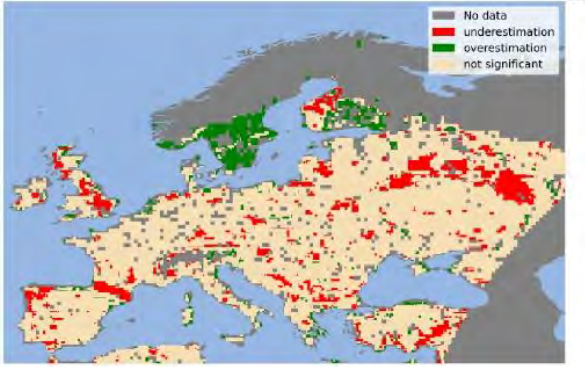 No data
underestimation
overestimation
not significant